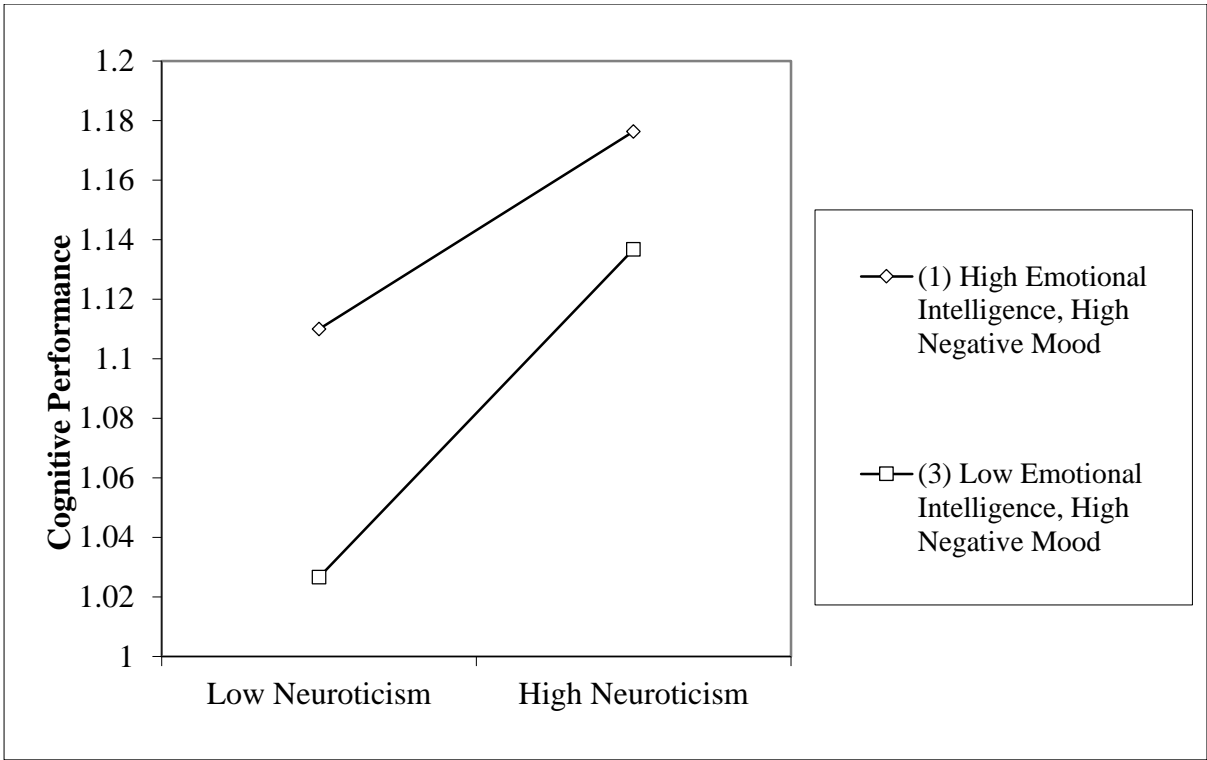 Cognitive Performance
1.2
1.18
1.16
1.14
1.12
1.1
1.08
1.06
1.04
1.02
1
Low Neuroticism
High Neuroticism
(1) High Emotional
Intelligence, High
Negative Mood
(3) Low Emotional
Intelligence, High
Negative Mood